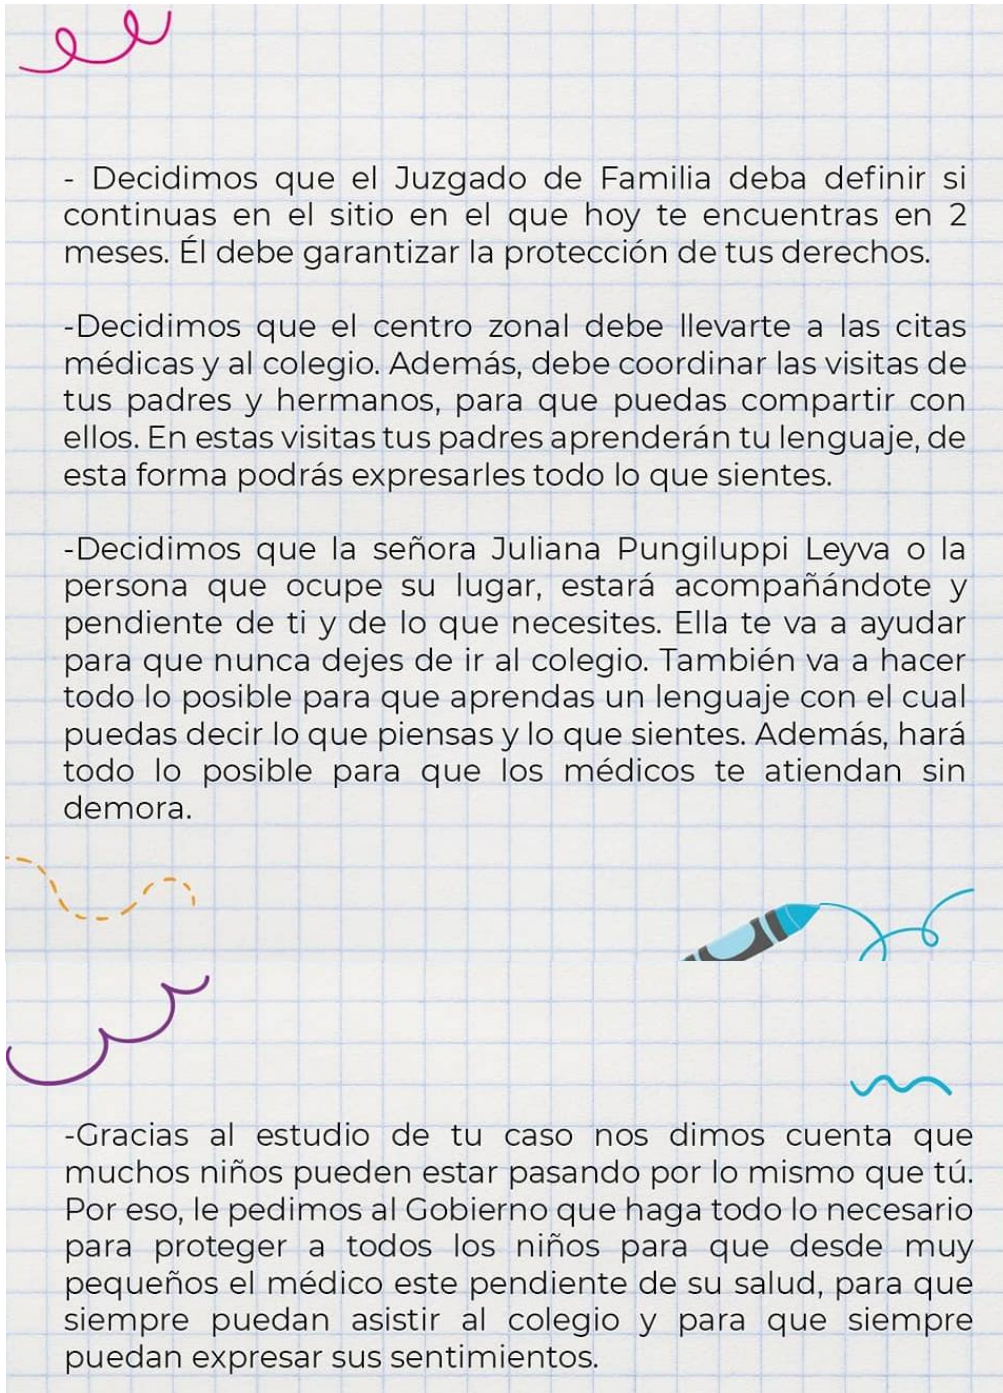 - Decidimos que el Juzgado de Familia deba definir si
continuas en el sitio en el que hoy te encuentras en 2
meses. Él debe garantizar la protección de tus derechos.
-Decidimos que el centro zonal debe llevarte a las citas
médicas y al colegio. Además, debe coordinar las visitas de
tus padres y hermanos, para que puedas compartir con
ellos. En estas visitas tus padres aprenderán tu lenguaje, de
esta forma podrás expresarles todo lo que sientes.
-Decidimos que la señora Juliana Pungiluppi Leyva o la
persona que ocupe su lugar, estará acompañándote y
pendiente de ti y de lo que necesites. Ella te va a ayudar
para que nunca dejes de ir al colegio. También va a hacer
todo lo posible para que aprendas un lenguaje con el cual
puedas decir lo que piensas y lo que sientes. Además, hará
todo lo posible para que los médicos te atiendan sin
demora.
-Gracias al estudio de tu caso nos dimos cuenta que
muchos niños pueden estar pasando por lo mismo que tú.
Por eso, le pedimos al Gobierno que haga todo lo necesario
para proteger a todos los niños para que desde muy
pequeños el médico este pendiente de su salud, para que
siempre puedan asistir al colegio y para que siempre
puedan expresar sus sentimientos.